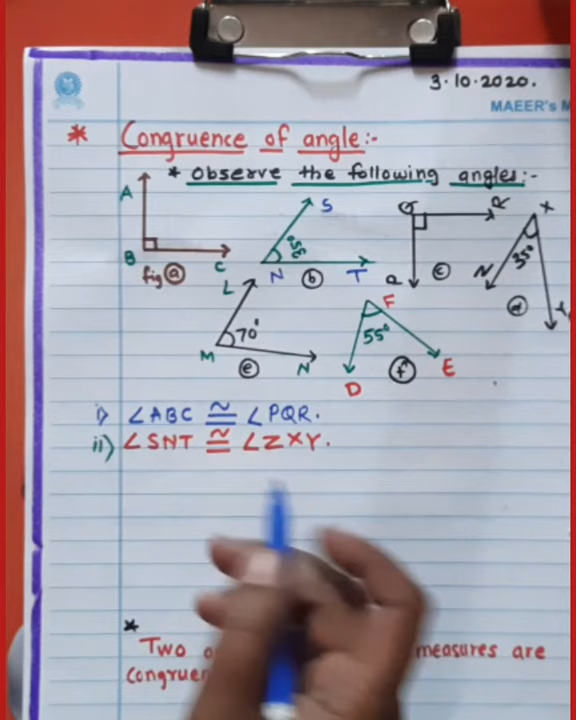 3·10·2020.
MAEER's M
* Congruence of angle:-
* Observe the following angles:-
A
B
C
fig a
S
N
T
35°
b
R
c
X
35°
d
L
M
N
70°
e
F
55°
D
E
f
i) ∠ABC ≅ ∠PQR.
ii) ∠SNT ≅ ∠ZXY.
*
Two measures are
congruen